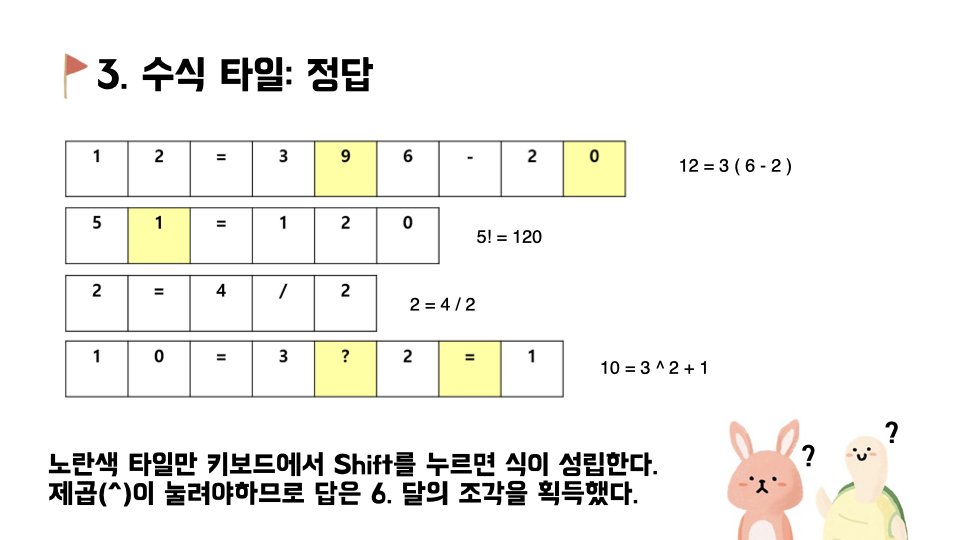 3. 수식 타일: 정답
1 2 = 3 9 6 - 2 0
12 = 3 ( 6 - 2 )
5 1 = 1 2 0
5! = 120
2 = 4 / 2
2 = 4 / 2
1 0 = 3 ? 2 = 1
10 = 3 ^ 2 + 1
노란색 타일만 키보드에서 Shift를 누르면 식이 성립한다.
제곱(^)이 눌려야하므로 답은 6. 달의 조각을 획득했다.
?
?